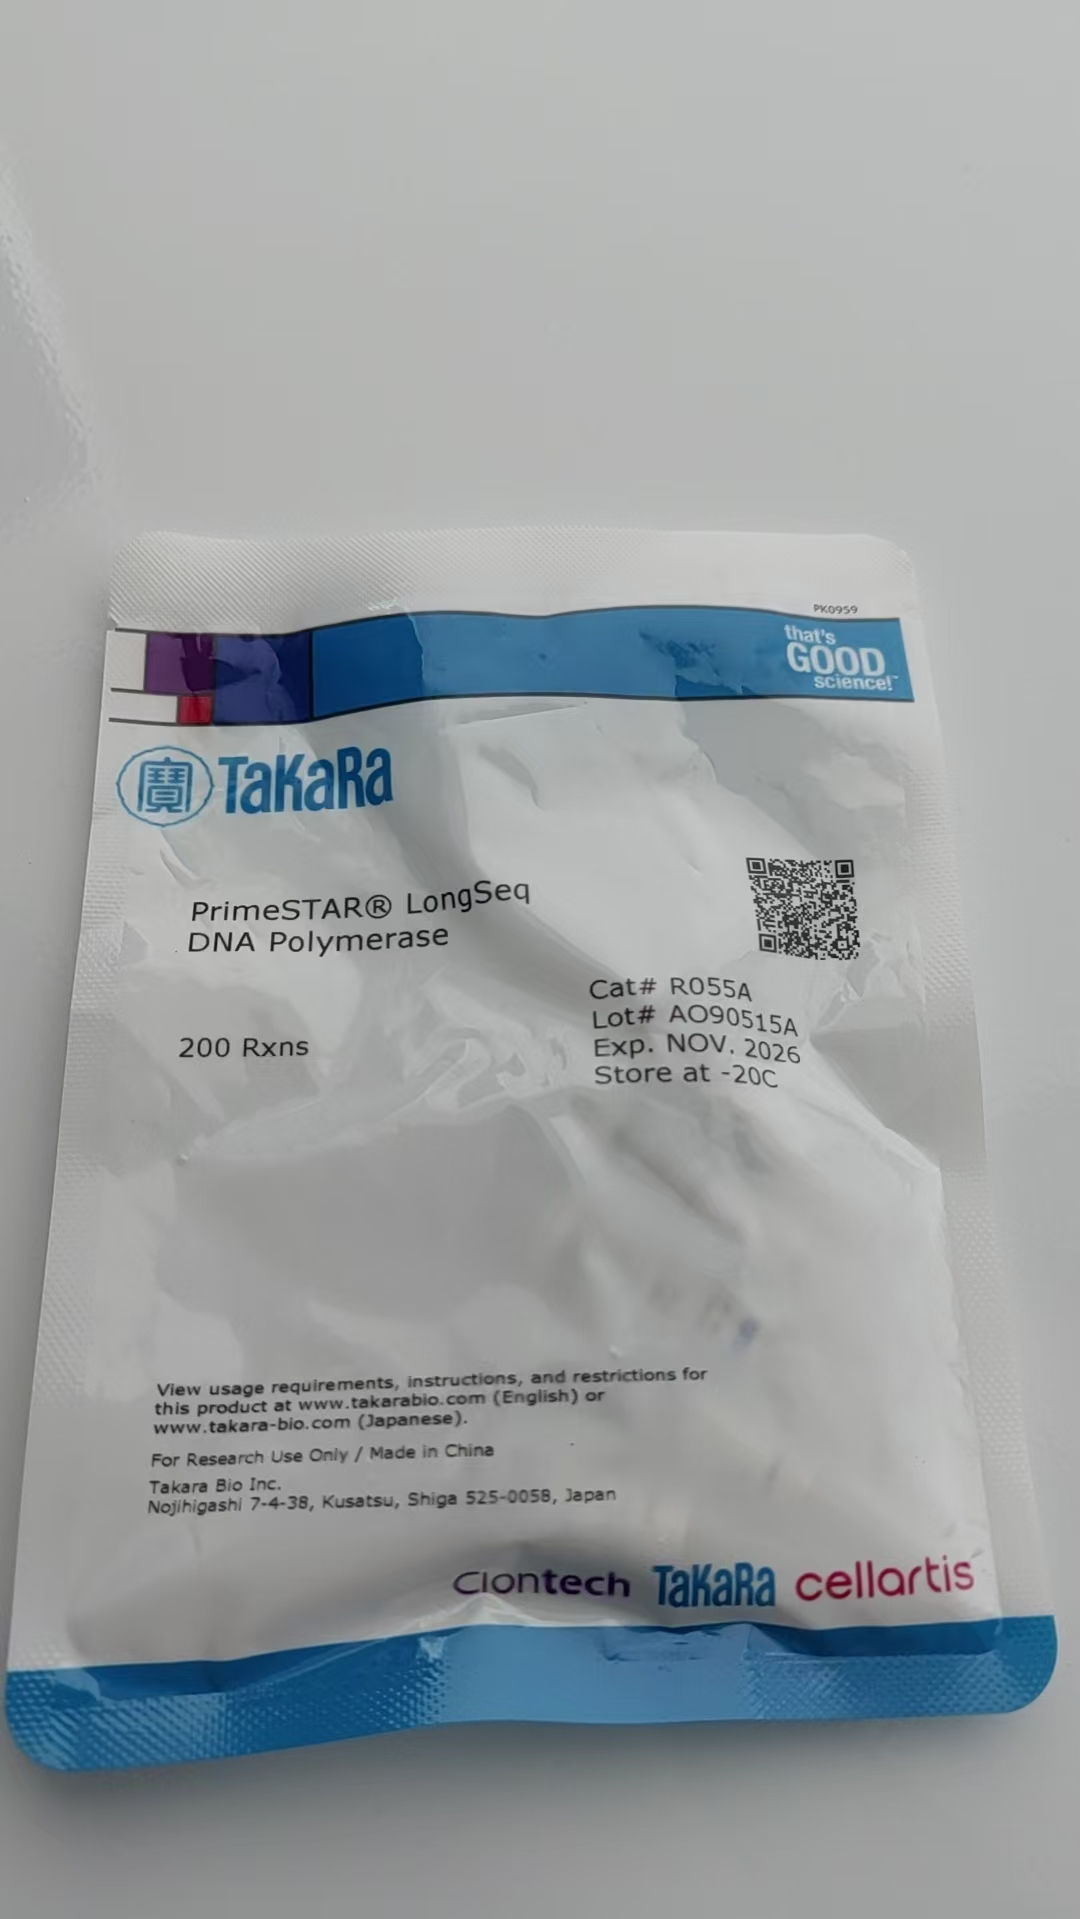 PK0959
that's
GOOD
science!™
寶 TaKaRa
PrimeSTAR® LongSeq
DNA Polymerase
200 Rxns
Cat# R055A
Lot# AO90515A
Exp. NOV. 2026
Store at -20C
View usage requirements, instructions, and restrictions for
this product at www.takarabio.com (English) or
www.takara-bio.com (Japanese).
For Research Use Only / Made in China
Takara Bio Inc.
Nojihigashi 7-4-38, Kusatsu, Shiga 525-0058, Japan
Clontech TaKaRa cellartis